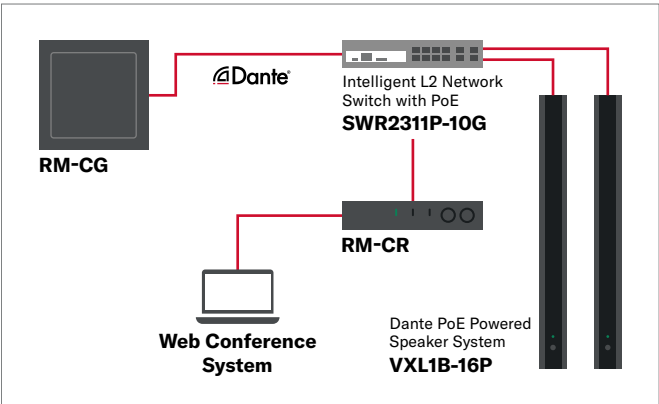 Dante®
Intelligent L2 Network
Switch with PoE
SWR2311P-10G
RM-CG
RM-CR
Web Conference
System
Dante PoE Powered
Speaker System
VXL1B-16P